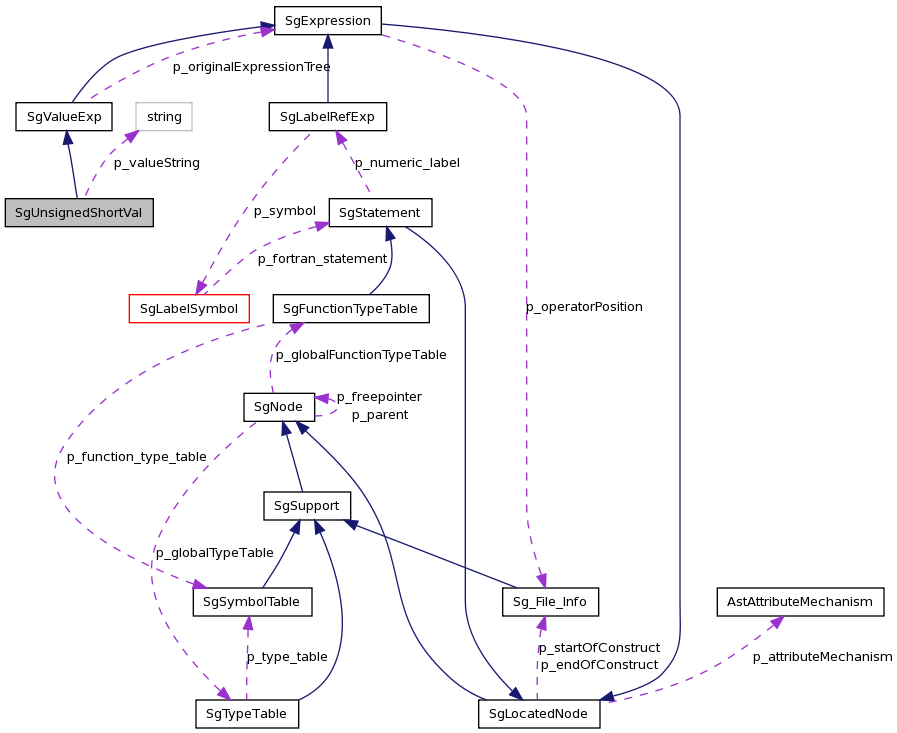 SgExpression
p_originalExpressionTree
SgValueExp
string
SgLabelRefExp
p_valueString
p_numeric_label
SgUnsignedShortVal
p_symbol
SgStatement
p_fortran_statement
SgLabelSymbol
SgFunctionTypeTable
p_operatorPosition
p_globalFunctionTypeTable
SgNode
p_freepointer
p_parent
p_function_type_table
SgSupport
p_globalTypeTable
SgSymbolTable
Sg_File_Info
AstAttributeMechanism
p_type_table
p_startOfConstruct
p_endOfConstruct
p_attributeMechanism
SgTypeTable
SgLocatedNode